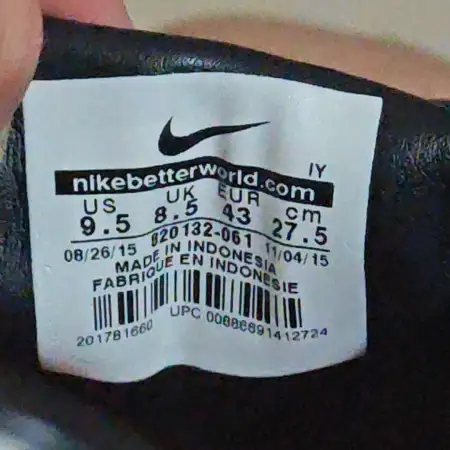 IY
nikebetterworld.com
US UK EUR cm
9.5 8.5 43 27.5
08/26/15 820132-061 11/04/15
MADE IN INDONESIA
FABRIQUE EN INDONESIE
201781660 UPC 00886691412724